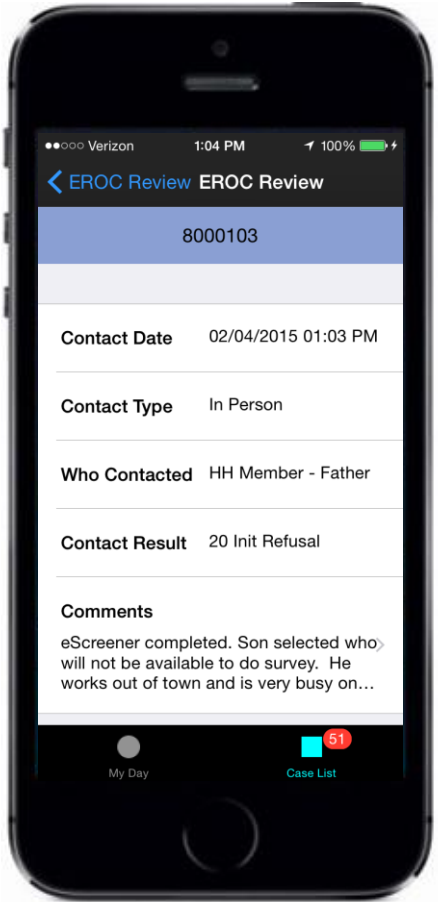 Verizon 1:04 PM 100%
EROC Review EROC Review
8000103
Contact Date 02/04/2015 01:03 PM
Contact Type In Person
Who Contacted HH Member - Father
Contact Result 20 Init Refusal
Comments
eScreener completed. Son selected who
will not be available to do survey. He
works out of town and is very busy on...
51
My Day Case List